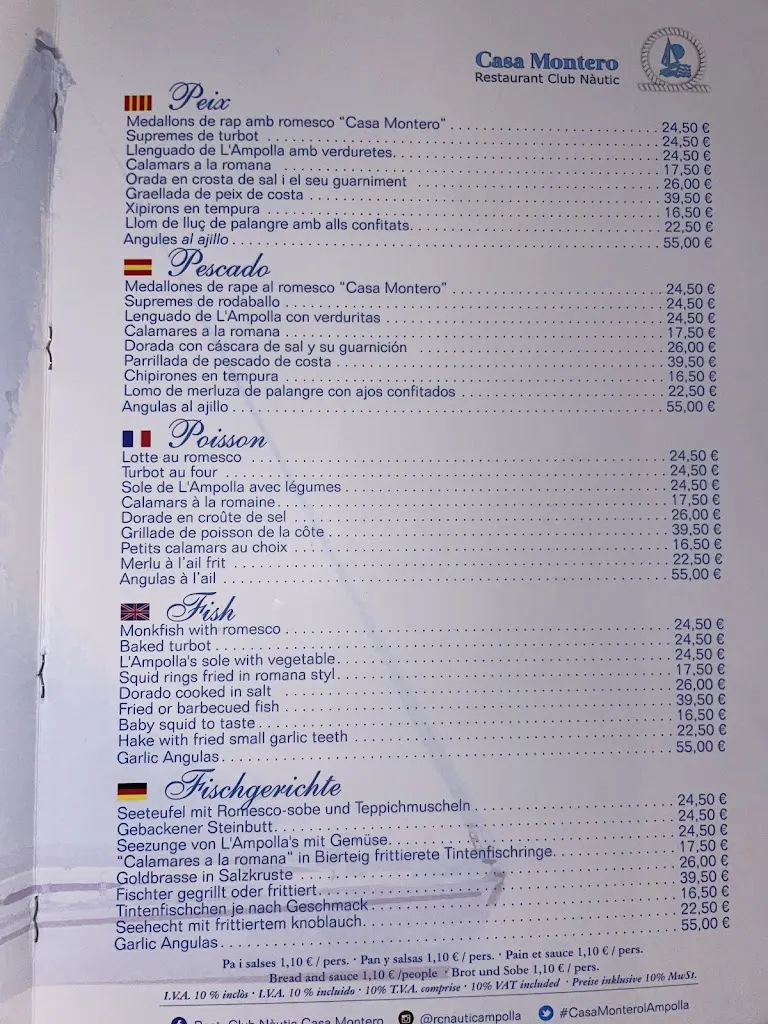 Casa Montero
Restaurant Club Nàutic
Peix
Medallons de rap amb romesco "Casa Montero" 24,50 €
Supremes de turbot 24,50 €
Llenguado de L'Ampolla amb verduretes. 24,50 €
Calamars a la romana 17,50 €
Orada en crosta de sal i el seu guarniment 26,00 €
Graellada de peix de costa 39,50 €
Xipirons en tempura 16,50 €
Llom de lluç de palangre amb alls confitats. 22,50 €
Angules al ajillo 55,00 €
Pescado
Medallones de rape al romesco "Casa Montero" 24,50 €
Supremes de rodaballo 24,50 €
Lenguado de L'Ampolla con verduritas 24,50 €
Calamares a la romana 17,50 €
Dorada con cáscara de sal y su guarnición 26,00 €
Parrillada de pescado de costa 39,50 €
Chipirones en tempura 16,50 €
Lomo de merluza de palangre con ajos confitados 22,50 €
Angulas al ajillo 55,00 €
Poisson
Lotte au romesco 24,50 €
Turbot au four 24,50 €
Sole de L'Ampolla avec légumes 24,50 €
Calamars à la romaine 17,50 €
Dorade en croûte de sel 26,00 €
Grillade de poisson de la côte 39,50 €
Petits calamars au choix 16,50 €
Merlu à l'ail frit 22,50 €
Angulas à l'ail 55,00 €
Fish
Monkfish with romesco 24,50 €
Baked turbot 24,50 €
L'Ampolla's sole with vegetable 24,50 €
Squid rings fried in romana styl 17,50 €
Dorado cooked in salt 26,00 €
Fried or barbecued fish 39,50 €
Baby squid to taste 16,50 €
Hake with fried small garlic teeth 22,50 €
Garlic Angulas 55,00 €
Fischgerichte
Seeteufel mit Romesco-sobe und Teppichmuscheln 24,50 €
Gebackener Steinbutt 24,50 €
Seezunge von L'Ampolla's mit Gemüse 24,50 €
"Calamares a la romana" in Bierteig frittierete Tintenfischringe 17,50 €
Goldbrasse in Salzkruste 26,00 €
Fischter gegrillt oder frittiert 39,50 €
Tintenfischchen je nach Geschmack 16,50 €
Seehecht mit frittiertem knoblauch 22,50 €
Garlic Angulas 55,00 €
Pa i salses 1,10 € / pers. · Pan y salsas 1,10 € / pers. · Pain et sauce 1,10 € / pers.
Bread and sauce 1,10 € /people · Brot und Sobe 1,10 € / pers.
I.V.A. 10 % inclòs · I.V.A. 10 % incluido · 10% T.V.A. comprise · 10% VAT included · Preise inklusive 10% MwSt.
Rest. Club Nàutic Casa Montero @rcnauticampolla #CasaMonterolAmpolla